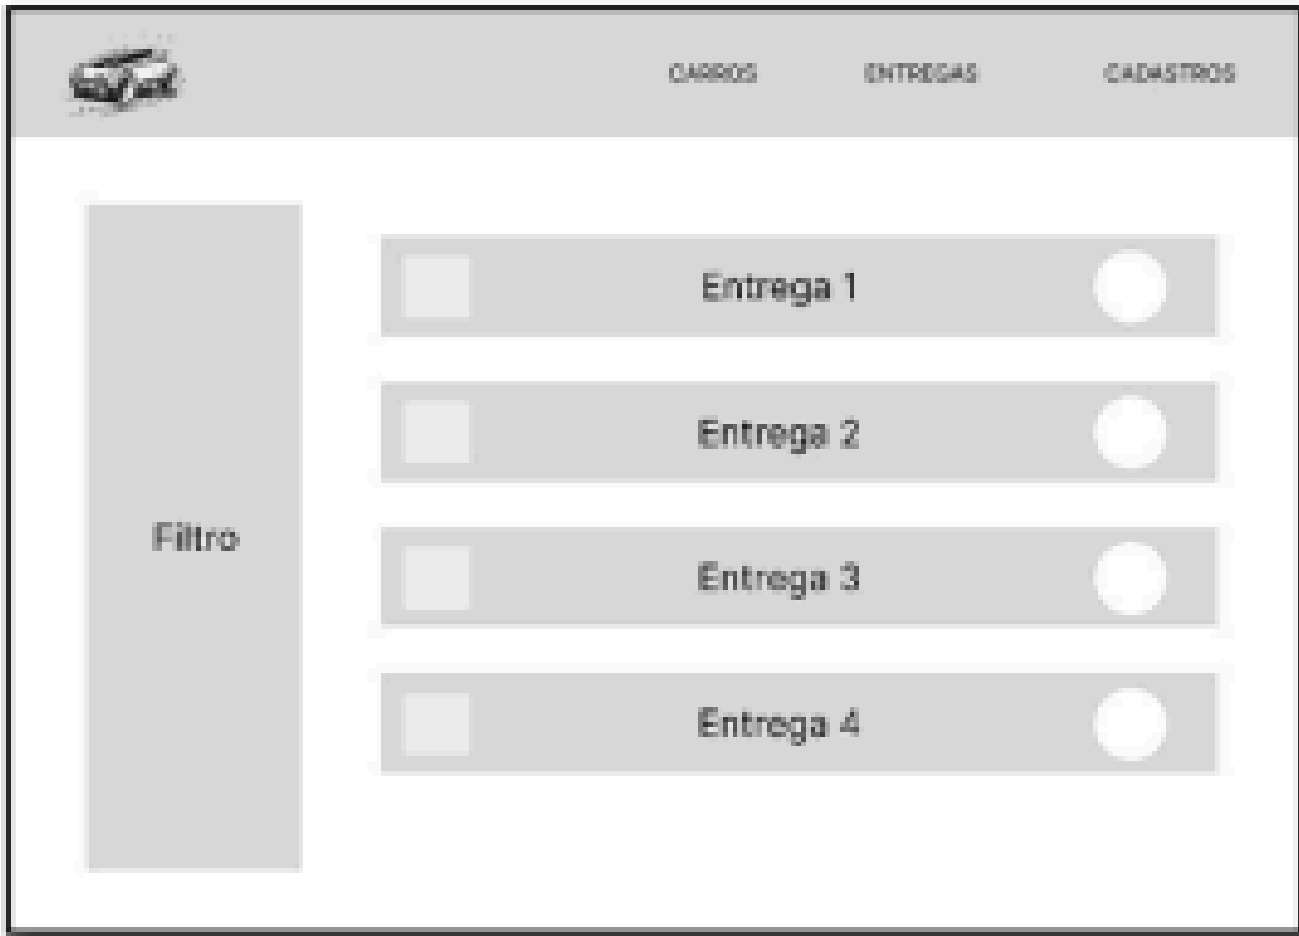 CARROS ENTREGAS CADASTROS
Filtro
Entrega 1
Entrega 2
Entrega 3
Entrega 4